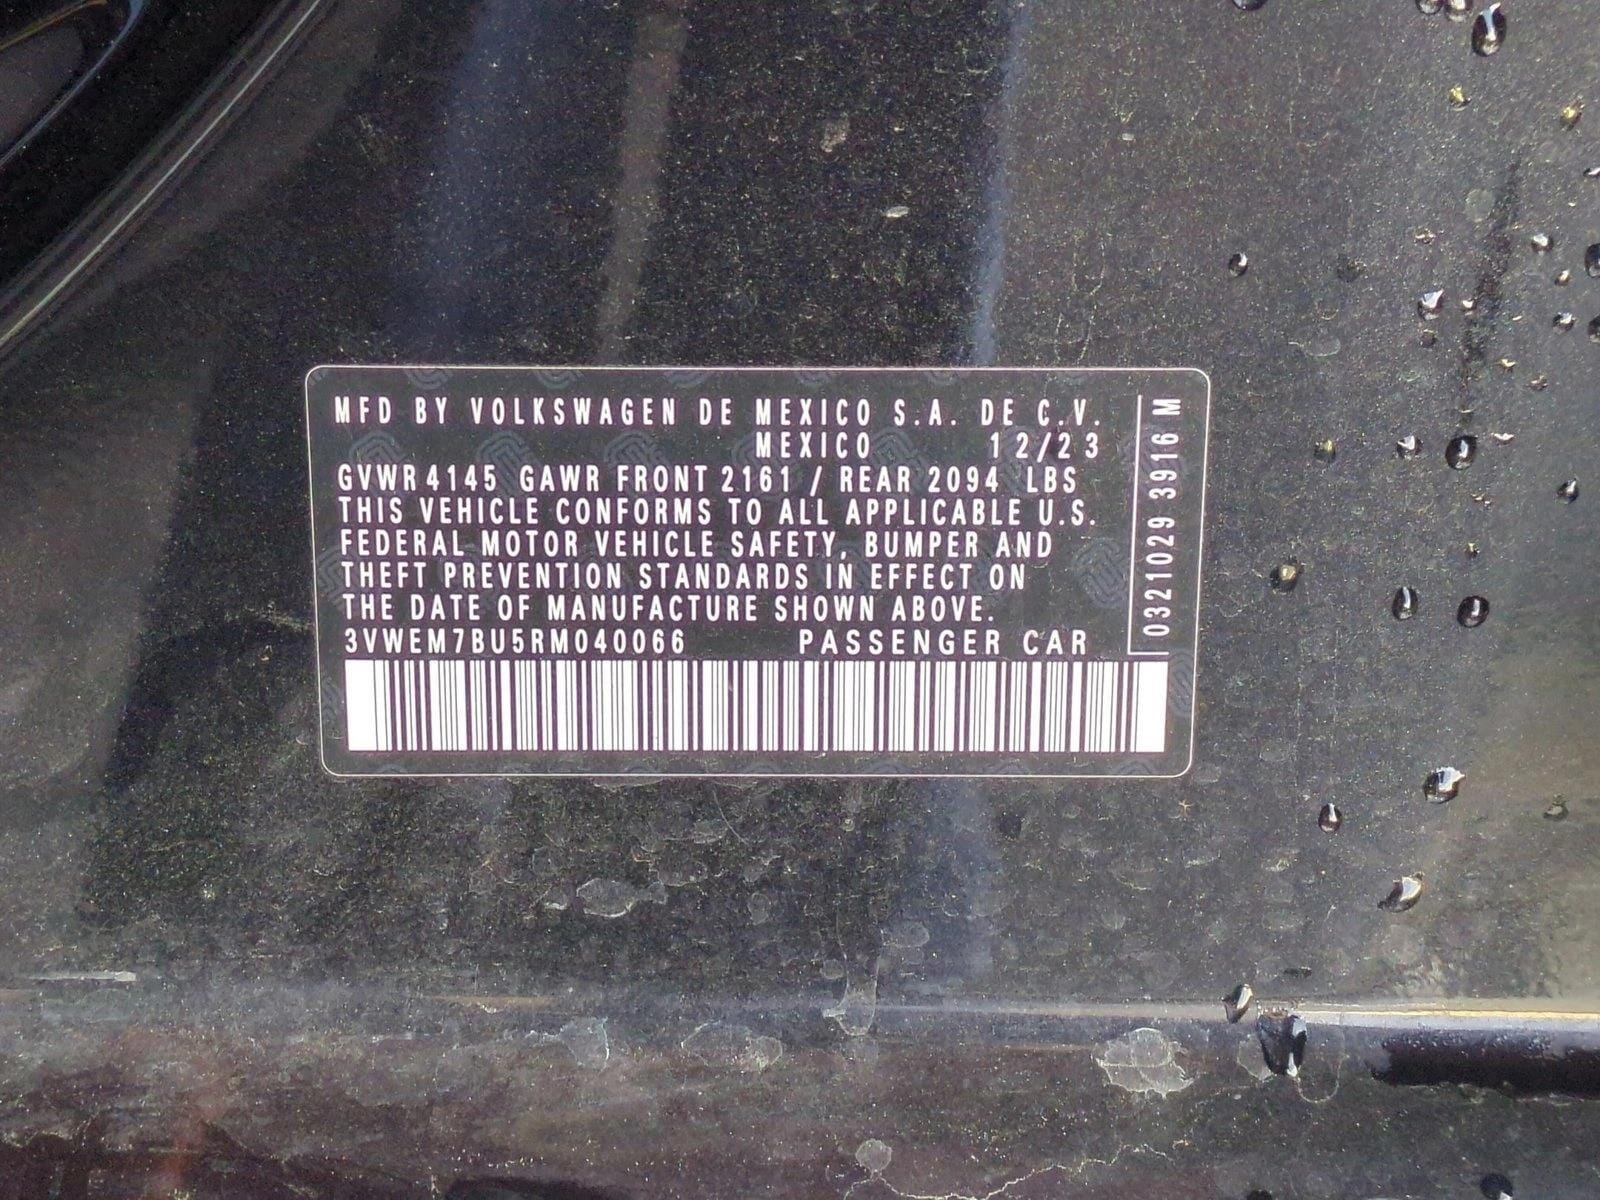 MFD BY VOLKSWAGEN DE MEXICO S.A. DE C.V.
MEXICO 12/23
GVWR 4145 GAWR FRONT 2161 / REAR 2094 LBS
THIS VEHICLE CONFORMS TO ALL APPLICABLE U.S.
FEDERAL MOTOR VEHICLE SAFETY, BUMPER AND
THEFT PREVENTION STANDARDS IN EFFECT ON
THE DATE OF MANUFACTURE SHOWN ABOVE.
3VWEM7BU5RM040066 PASSENGER CAR
0321029 3916 M